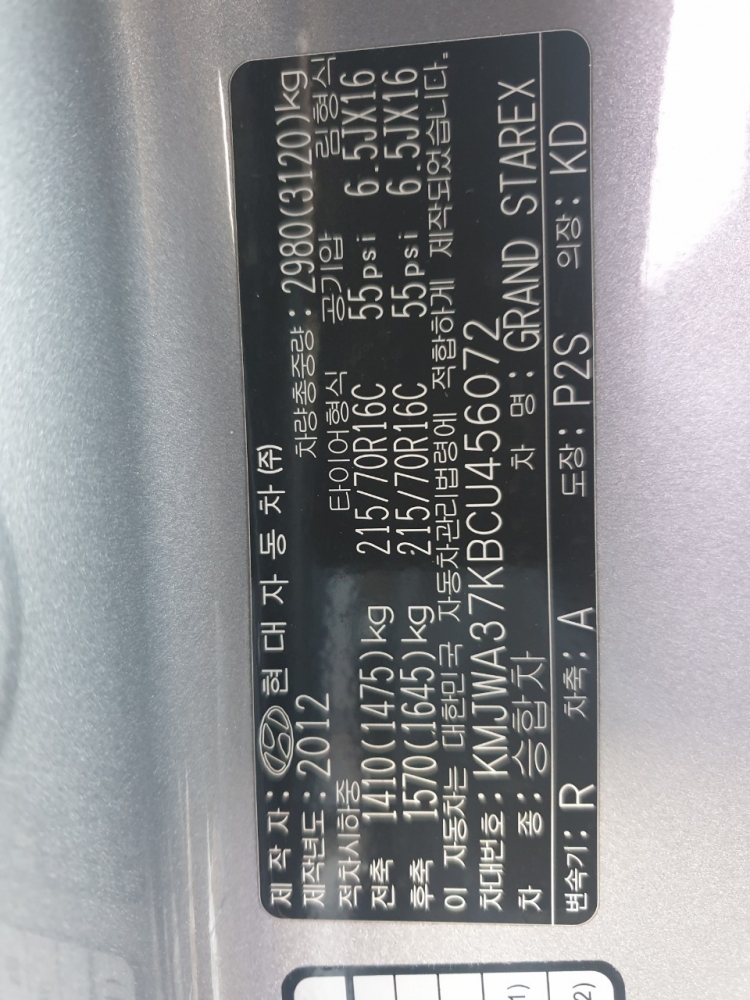 제 작 자 : 현 대 자 동 차 (주)
제작년도 : 2012 차량총중량 : 2980(3120)kg
적차시하중 타이어형식 공기압 림형식
전축 1410(1475)kg 215/70R16C 55psi 6.5JX16
후축 1570(1645)kg 215/70R16C 55psi 6.5JX16
이 자동차는 대한민국 자동차관리법령에 적합하게 제작되었습니다.
차대번호 : KMJWA37KBCU456072
차 종 : 승합차 차 명 : GRAND STAREX
변속기 : R 차축 : A 도장 : P2S 의장 : KD
1)
2)